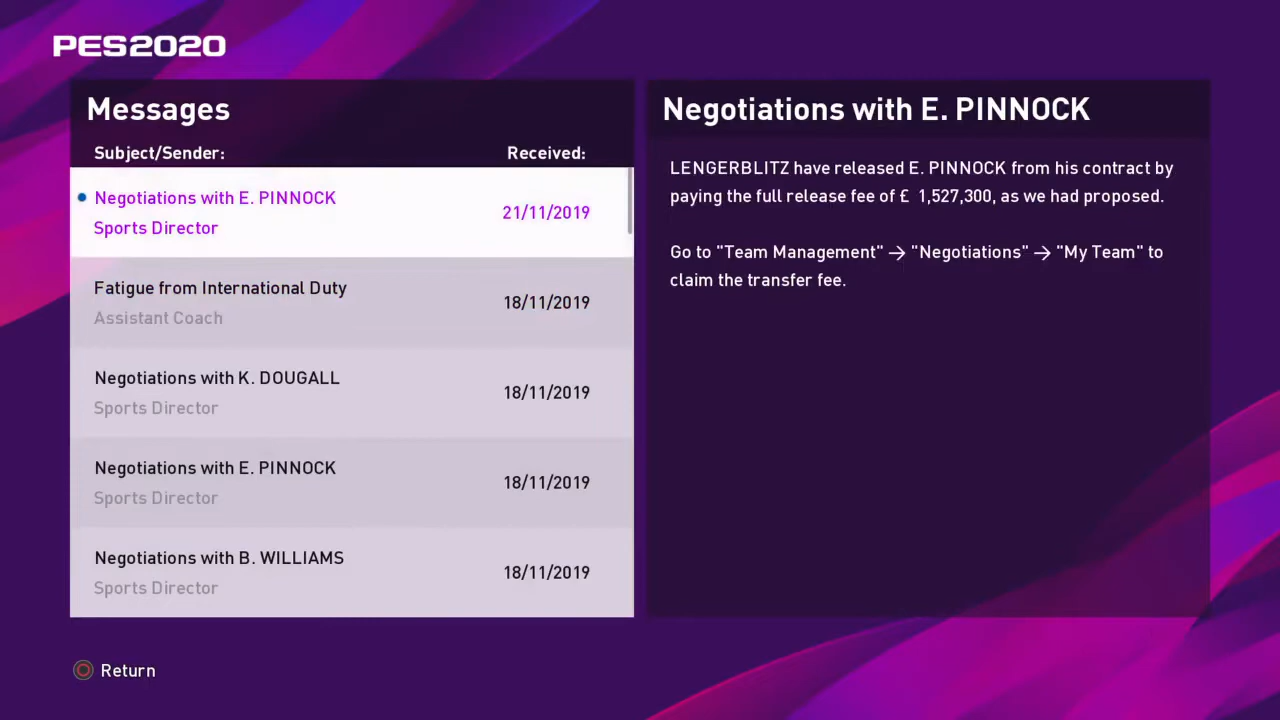 PES2020
Messages
Subject/Sender:
Received:
Negotiations with E. PINNOCK
Sports Director
21/11/2019
Fatigue from International Duty
Assistant Coach
18/11/2019
Negotiations with K. DOUGALL
Sports Director
18/11/2019
Negotiations with E. PINNOCK
Sports Director
18/11/2019
Negotiations with B. WILLIAMS
Sports Director
18/11/2019
Negotiations with E. PINNOCK
LENGERBLITZ have released E. PINNOCK from his contract by
paying the full release fee of £ 1,527,300, as we had proposed.
Go to "Team Management" → "Negotiations" → "My Team" to
claim the transfer fee.
Return